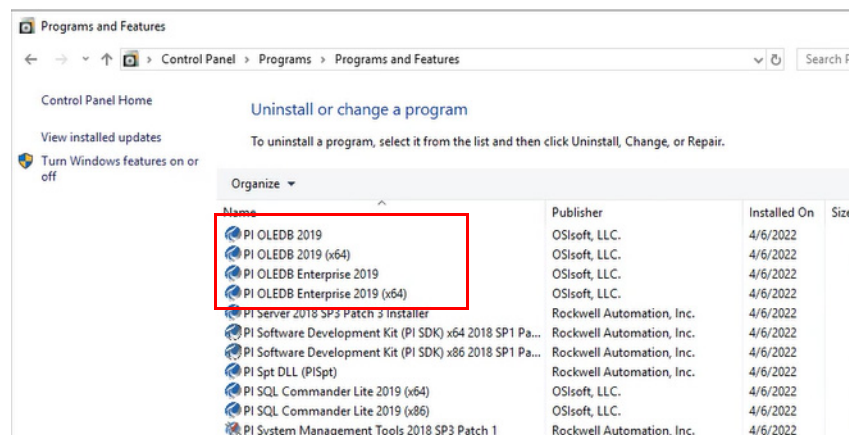 Programs and Features
Control Panel > Programs > Programs and Features
Search
Control Panel Home
Uninstall or change a program
View installed updates
To uninstall a program, select it from the list and then click Uninstall, Change, or Repair.
Turn Windows features on or
off
Organize
Name Publisher Installed On Size
PI OLEDB 2019 OSIsoft, LLC. 4/6/2022
PI OLEDB 2019 (x64) OSIsoft, LLC. 4/6/2022
PI OLEDB Enterprise 2019 OSIsoft, LLC. 4/6/2022
PI OLEDB Enterprise 2019 (x64) OSIsoft, LLC. 4/6/2022
PI Server 2018 SP3 Patch 3 Installer Rockwell Automation, Inc. 4/6/2022
PI Software Development Kit (PI SDK) x64 2018 SP1 Pa... Rockwell Automation, Inc. 4/6/2022
PI Software Development Kit (PI SDK) x86 2018 SP1 Pa... Rockwell Automation, Inc. 4/6/2022
PI Spt DLL (PISpt) Rockwell Automation, Inc. 4/6/2022
PI SQL Commander Lite 2019 (x64) OSIsoft, LLC. 4/6/2022
PI SQL Commander Lite 2019 (x86) OSIsoft, LLC. 4/6/2022
PI System Management Tools 2018 SP3 Patch 1 Rockwell Automation, Inc. 4/6/2022